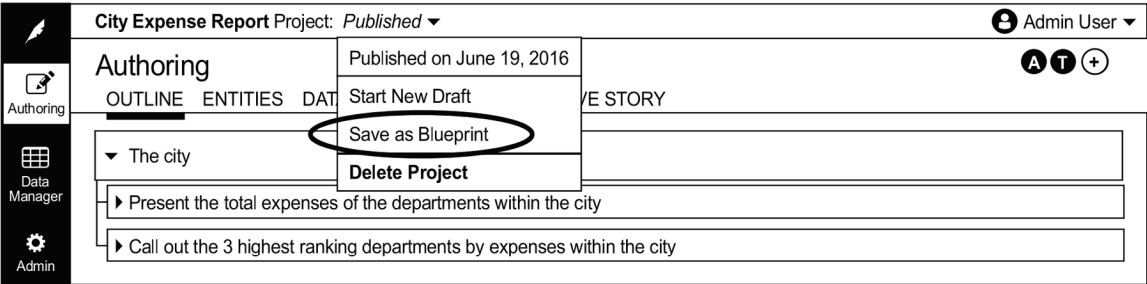 City Expense Report Project: Published
Admin User
Authoring
Published on June 19, 2016
A T +
OUTLINE ENTITIES DAT
Start New Draft
VE STORY
Authoring
Save as Blueprint
The city
Delete Project
Data
Manager
Present the total expenses of the departments within the city
Call out the 3 highest ranking departments by expenses within the city
Admin